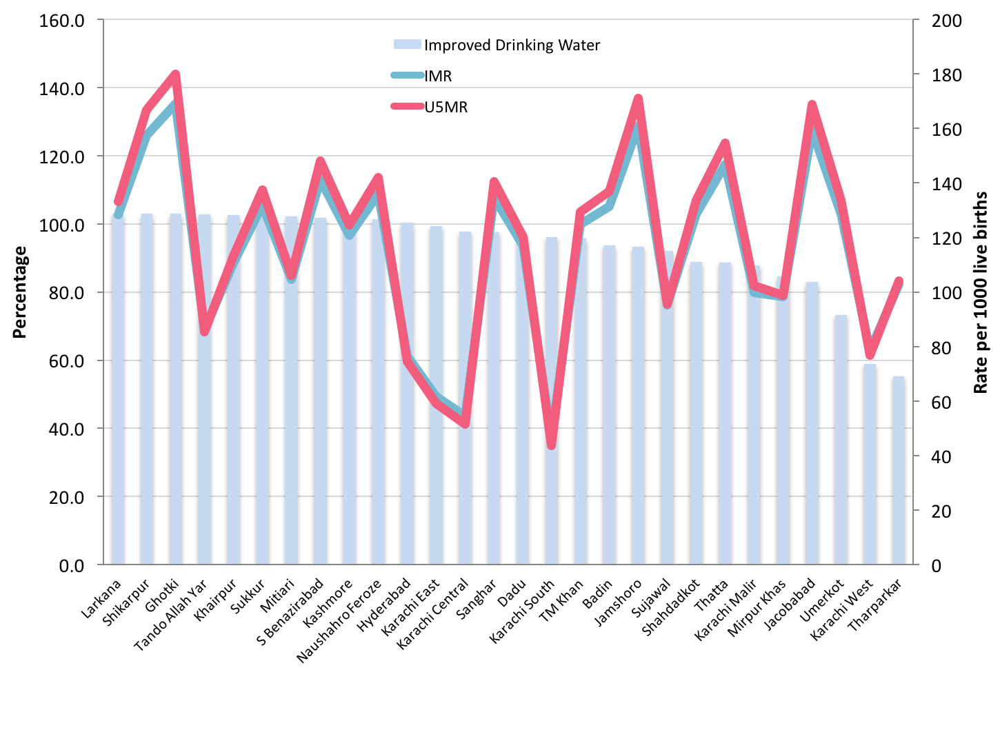 160.0
140.0
120.0
100.0
80.0
60.0
40.0
20.0
0.0
Percentage
Improved Drinking Water
IMR
U5MR
200
180
160
140
120
100
80
60
40
20
0
Rate per 1000 live births
Larkana
Shikarpur
Ghotki
Tando Allah Yar
Khairpur
Sukkur
Mitiari
S Benazirabad
Kashmore
Naushahro Feroze
Hyderabad
Karachi East
Karachi Central
Sanghar
Dadu
Karachi South
TM Khan
Badin
Jamshoro
Sujawal
Shahdadkot
Thatta
Karachi Malir
Mirpur Khas
Jacobabad
Umerkot
Karachi West
Tharparkar